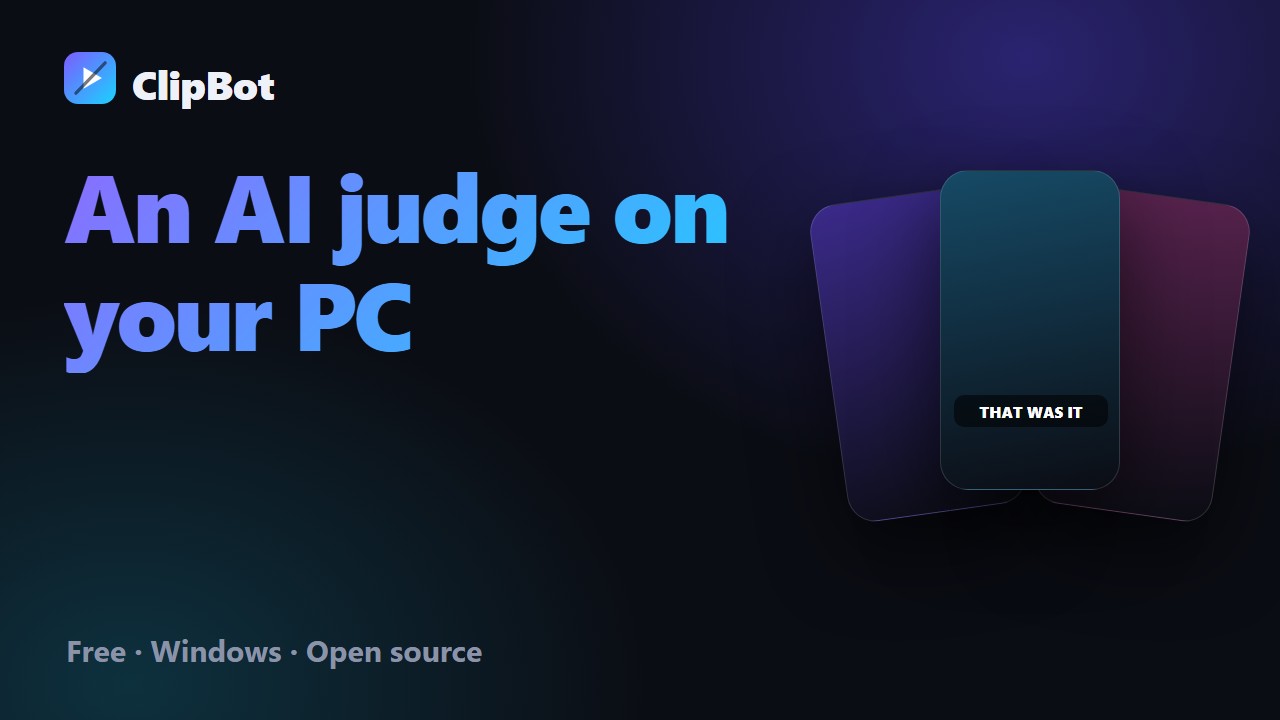 ClipBot
An AI judge on
your PC
THAT WAS IT
Free · Windows · Open source